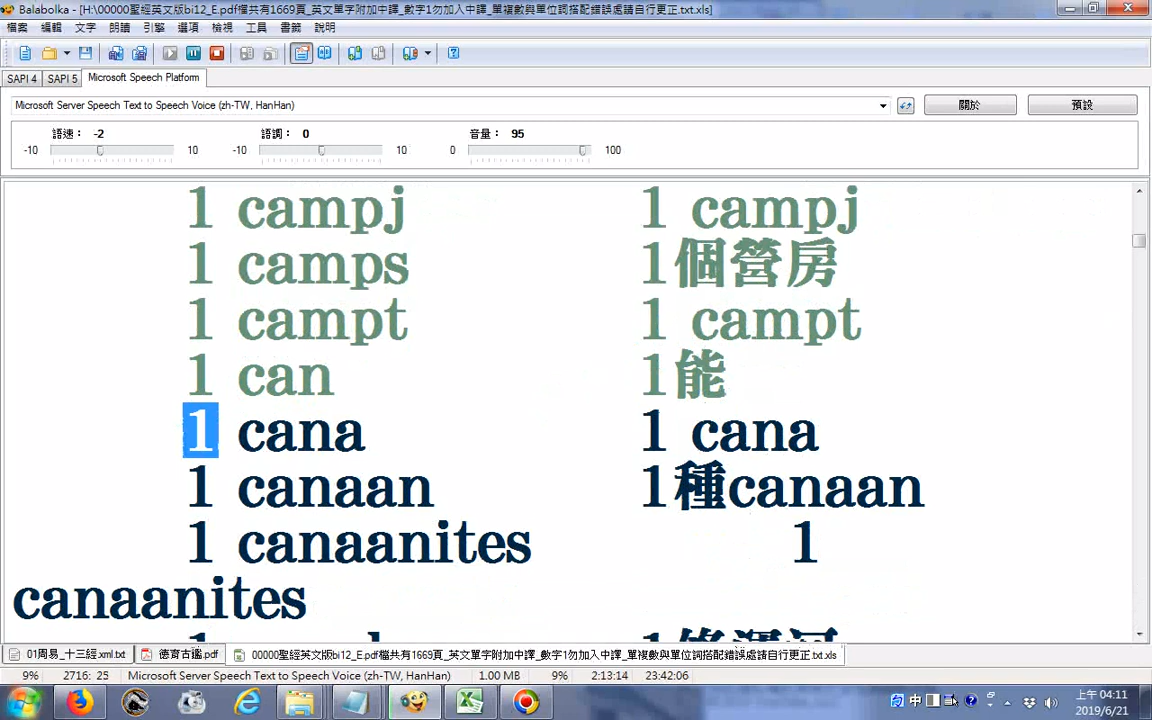 Balabolka - [H:\00000聖經英文版bi12_E.pdf檔共有1669頁_英文單字附加中譯_數字1勿加入中譯_單複數與單位詞搭配錯誤處請自行更正.txt.xls]
檔案 編輯 文字 朗讀 引擎 選項 檢視 工具 書籤 說明
SAPI 4 SAPI 5 Microsoft Speech Platform
Microsoft Server Speech Text to Speech Voice (zh-TW, HanHan) 關於 預設
語速： -2 語調： 0 音量： 95
-10 10 -10 10 0 100
1 campj 1 campj
1 camps 1個營房
1 campt 1 campt
1 can 1能
1 cana 1 cana
1 canaan 1種canaan
1 canaanites 1
canaanites
01周易_十三經.xml.txt 德育古鑑.pdf 00000聖經英文版bi12_E.pdf檔共有1669頁_英文單字附加中譯_數字1勿加入中譯_單複數與單位詞搭配錯誤處請自行更正.txt.xls
9% 2716: 25 Microsoft Server Speech Text to Speech Voice (zh-TW, HanHan) 1.00 MB 9% 2:13:14 23:42:06
中 上午 04:11
2019/6/21